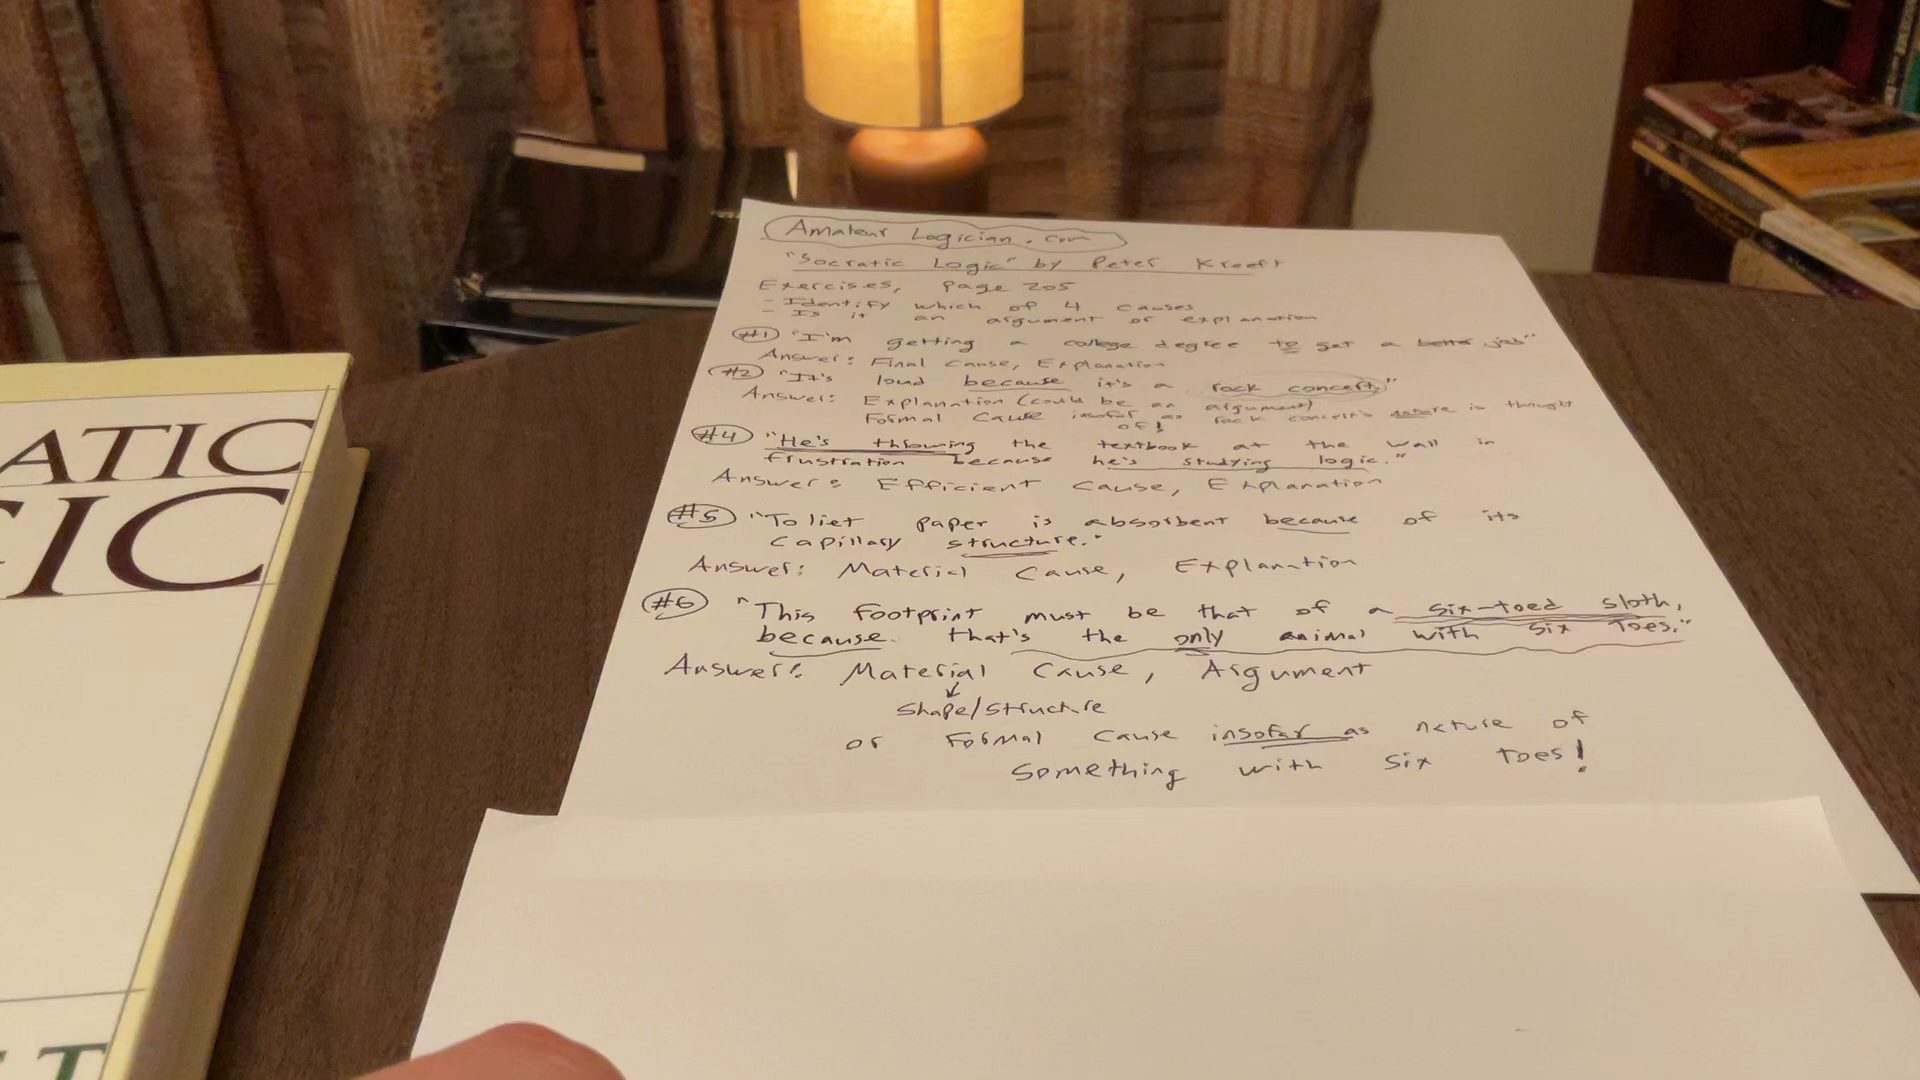 ATIC
GIC
Amateur Logician.com
"Socratic Logic" by Peter Kreeft
Exercises, page 205
- Identify which of 4 causes
- Is it an argument or explanation
#1 "I'm getting a college degree to get a better job"
Answer: Final Cause, Explanation
#2 "It's loud because it's a rock concert."
Answer: Explanation (could be an argument)
Formal Cause insofar as rock concert's nature is thought of!
#4 "He's throwing the textbook at the wall in
frustration because he's studying logic."
Answer: Efficient Cause, Explanation
#5 "Toliet paper is absorbent because of its
capillary structure."
Answer: Material Cause, Explanation
#6 "This footprint must be that of a six-toed sloth,
because that's the only animal with six toes."
Answer: Material Cause, Argument
Shape/Structure
or Formal Cause insofar as nature of
something with six toes!